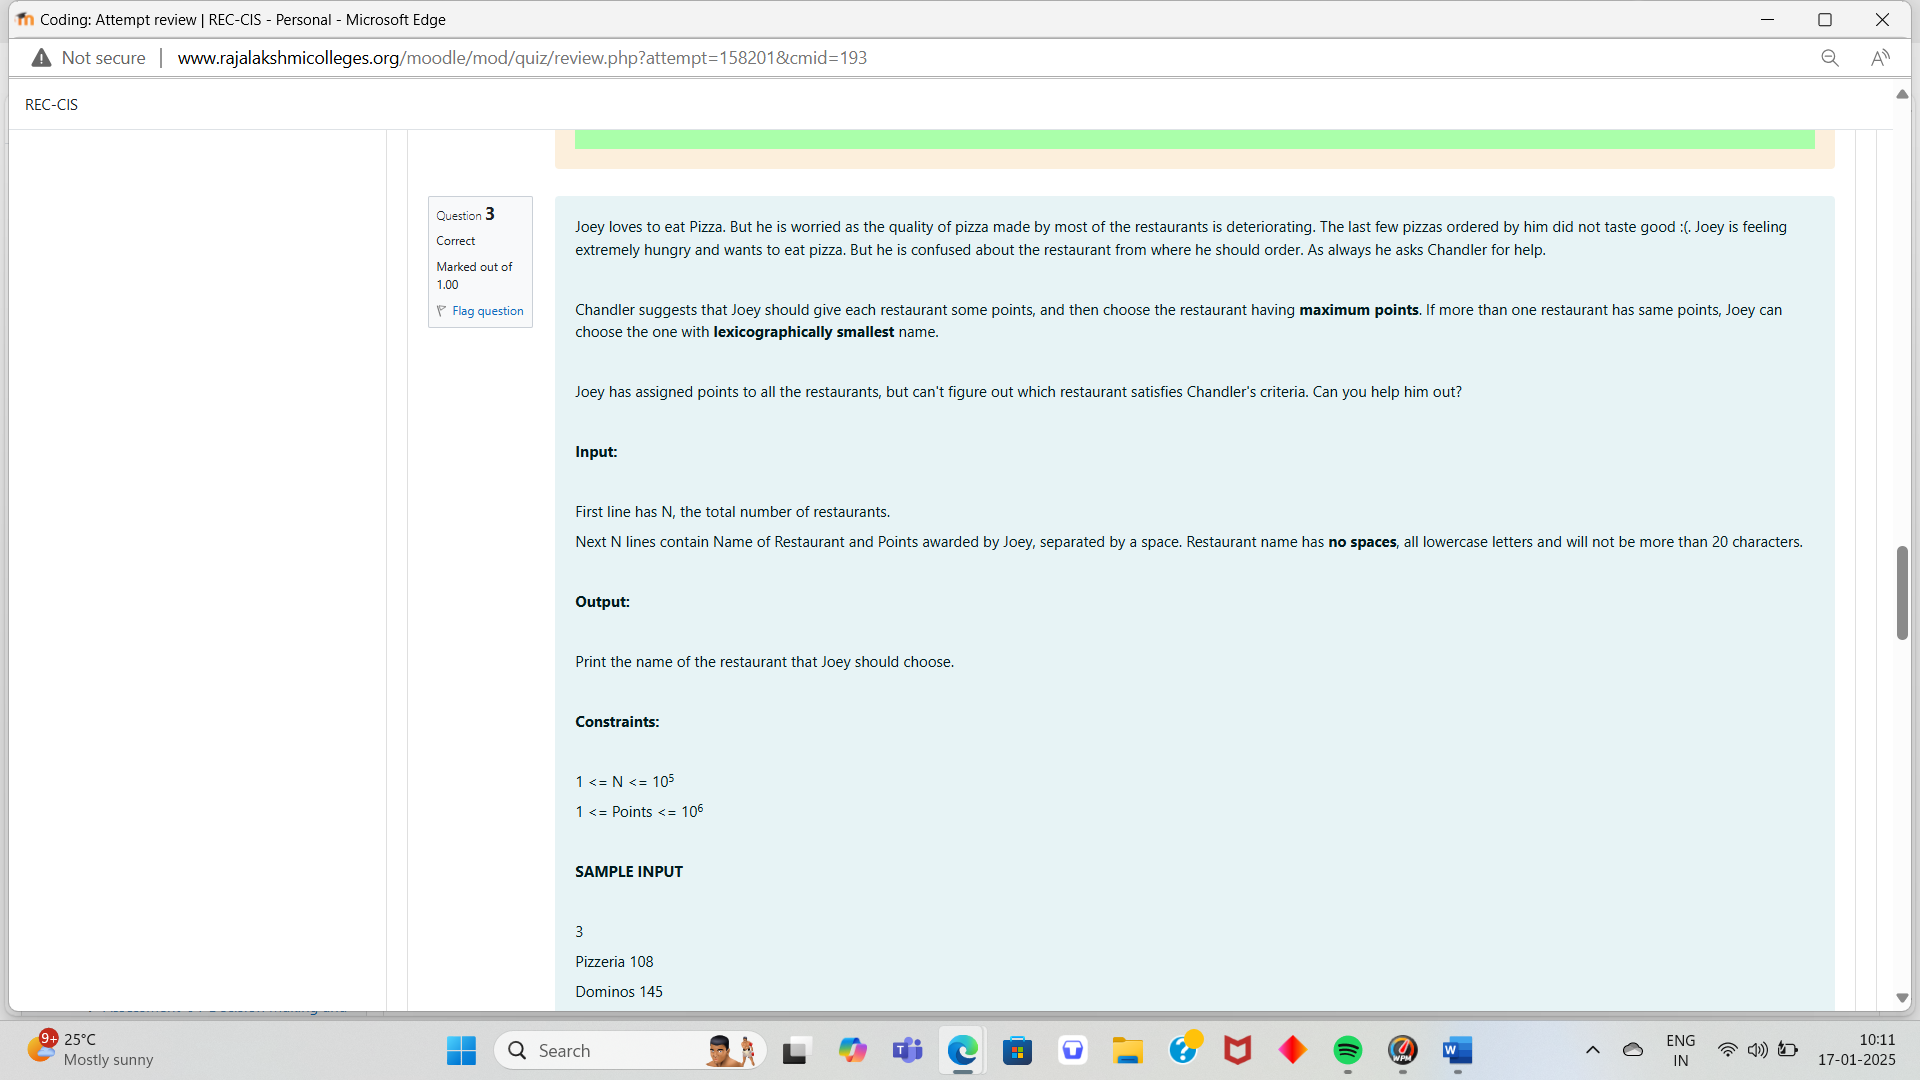 Coding: Attempt review | REC-CIS - Personal - Microsoft Edge
Not secure | www.rajalakshmicolleges.org/moodle/mod/quiz/review.php?attempt=158201&cmid=193
REC-CIS
Question 3
Correct
Marked out of
1.00
Flag question
Joey loves to eat Pizza. But he is worried as the quality of pizza made by most of the restaurants is deteriorating. The last few pizzas ordered by him did not taste good :(. Joey is feeling
extremely hungry and wants to eat pizza. But he is confused about the restaurant from where he should order. As always he asks Chandler for help.
Chandler suggests that Joey should give each restaurant some points, and then choose the restaurant having maximum points. If more than one restaurant has same points, Joey can
choose the one with lexicographically smallest name.
Joey has assigned points to all the restaurants, but can't figure out which restaurant satisfies Chandler's criteria. Can you help him out?
Input:
First line has N, the total number of restaurants.
Next N lines contain Name of Restaurant and Points awarded by Joey, separated by a space. Restaurant name has no spaces, all lowercase letters and will not be more than 20 characters.
Output:
Print the name of the restaurant that Joey should choose.
Constraints:
1 <= N <= 10⁵
1 <= Points <= 10⁶
SAMPLE INPUT
3
Pizzeria 108
Dominos 145
9+
25°C
Mostly sunny
Search
WPM
ENG
IN
10:11
17-01-2025